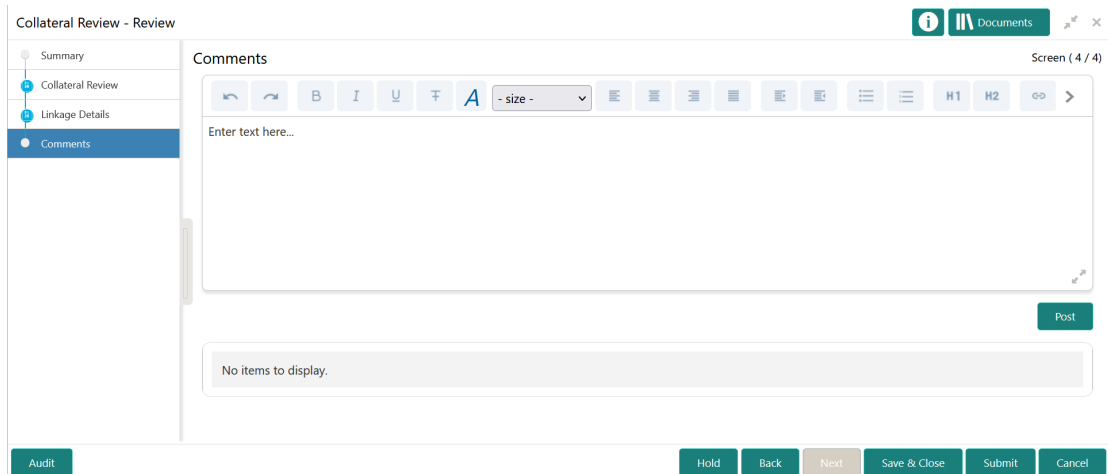 Collateral Review - Review
Documents
Summary
Collateral Review
Linkage Details
Comments
Comments
Screen ( 4 / 4)
B I U T A - size - H1 H2
Enter text here...
Post
No items to display.
Audit
Hold Back Next Save & Close Submit Cancel